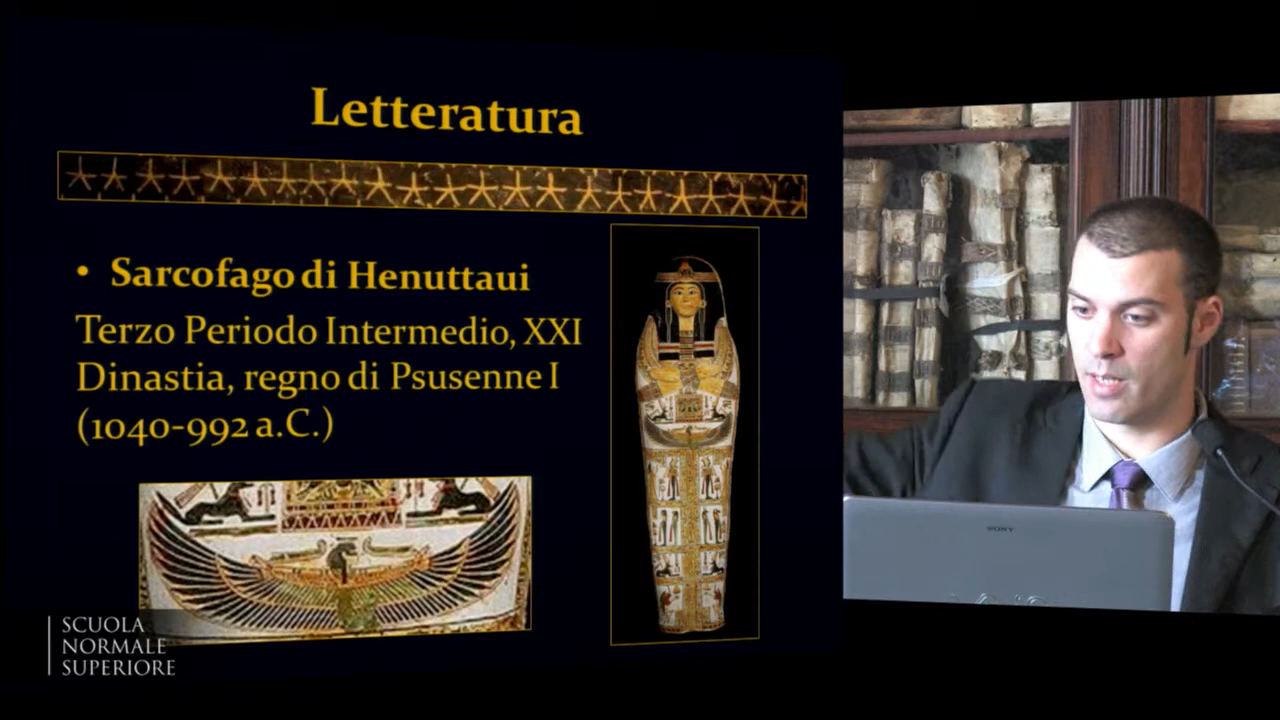 Letteratura
• Sarcofago di Henuttaui
Terzo Periodo Intermedio, XXI
Dinastia, regno di Psusenne I
(1040-992 a.C.)
SONY
SCUOLA
NORMALE
SUPERIORE